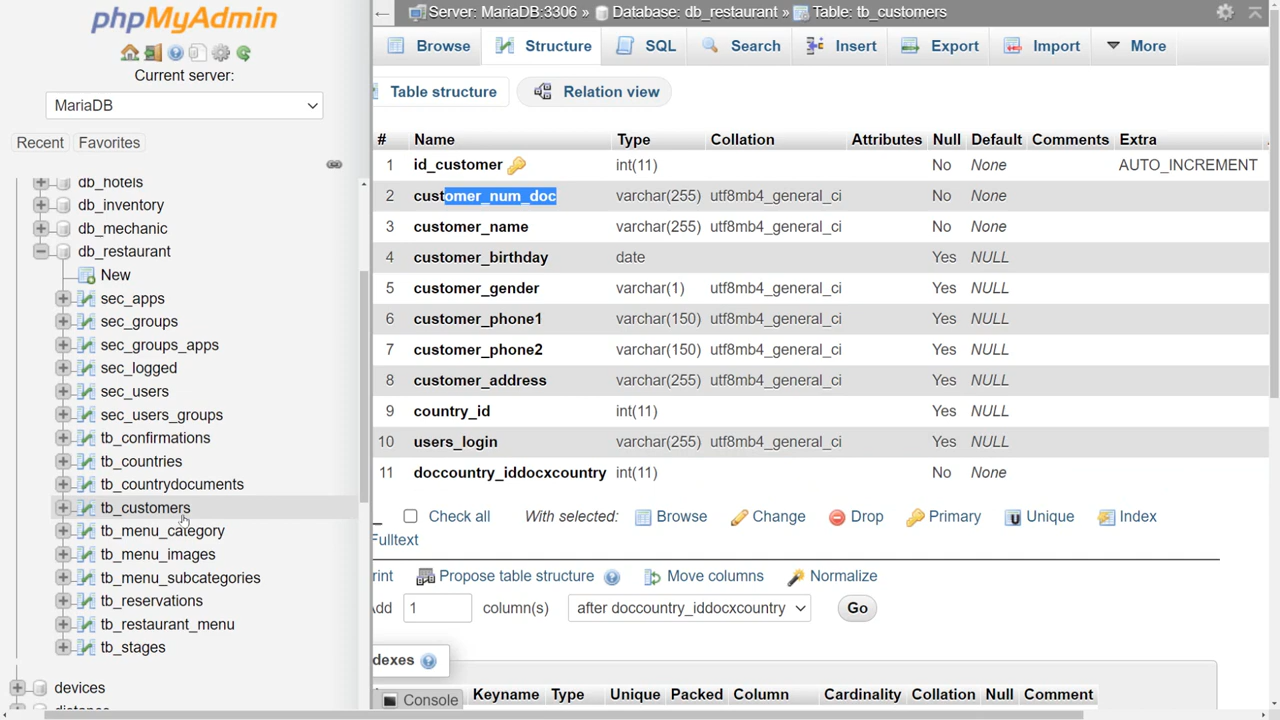 phpMyAdmin
Current server:
MariaDB
Recent Favorites
db_hotels
db_inventory
db_mechanic
db_restaurant
New
sec_apps
sec_groups
sec_groups_apps
sec_logged
sec_users
sec_users_groups
tb_confirmations
tb_countries
tb_countrydocuments
tb_customers
tb_menu_category
tb_menu_images
tb_menu_subcategories
tb_reservations
tb_restaurant_menu
tb_stages
devices
Server: MariaDB:3306 » Database: db_restaurant » Table: tb_customers
Browse Structure SQL Search Insert Export Import More
Table structure Relation view
# Name Type Collation Attributes Null Default Comments Extra
1 id_customer int(11) No None AUTO_INCREMENT
2 customer_num_doc varchar(255) utf8mb4_general_ci No None
3 customer_name varchar(255) utf8mb4_general_ci No None
4 customer_birthday date Yes NULL
5 customer_gender varchar(1) utf8mb4_general_ci Yes NULL
6 customer_phone1 varchar(150) utf8mb4_general_ci Yes NULL
7 customer_phone2 varchar(150) utf8mb4_general_ci Yes NULL
8 customer_address varchar(255) utf8mb4_general_ci Yes NULL
9 country_id int(11) Yes NULL
10 users_login varchar(255) utf8mb4_general_ci Yes NULL
11 doccountry_iddocxcountry int(11) No None
Check all With selected: Browse Change Drop Primary Unique Index
Fulltext
rint Propose table structure Move columns Normalize
Add 1 column(s) after doccountry_iddocxcountry Go
dexes
Console Keyname Type Unique Packed Column Cardinality Collation Null Comment